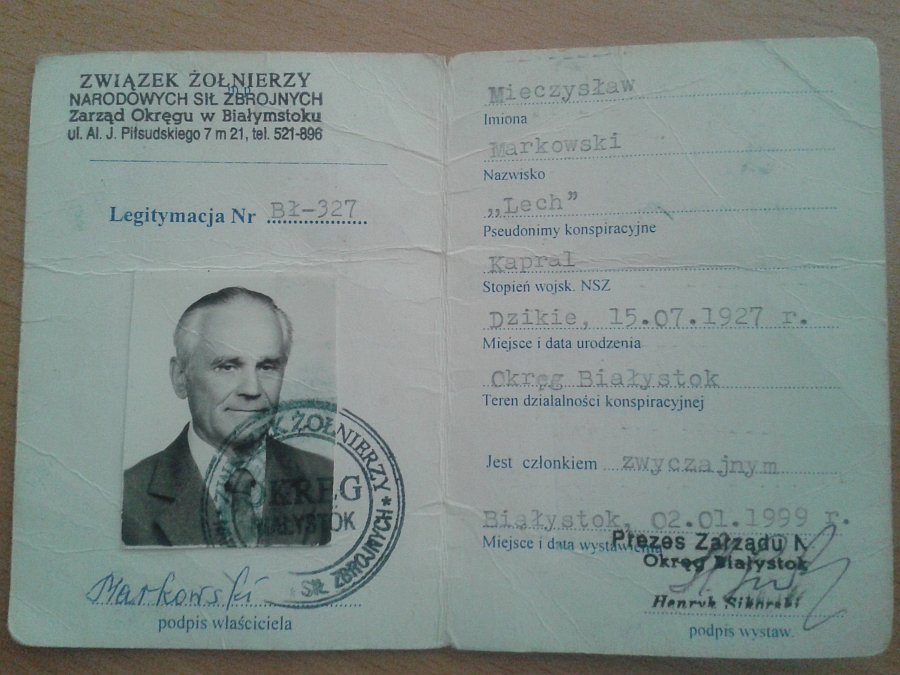 ZWIĄZEK ŻOŁNIERZY
NARODOWYCH SIŁ ZBROJNYCH
Zarząd Okręgu w Białymstoku
ul. Al. J. Piłsudskiego 7 m 21, tel. 521-896
Legitymacja Nr Bł-327
ZWIĄZEK ŻOŁNIERZY
OKRĘG
BIAŁYSTOK
SIŁ ZBROJNYCH
Markowski
podpis właściciela
Mieczysław
Imiona
Markowski
Nazwisko
„Lech”
Pseudonimy konspiracyjne
Kapral
Stopień wojsk. NSZ
Dzikie, 15.07.1927 r.
Miejsce i data urodzenia
Okręg Białystok
Teren działalności konspiracyjnej
Jest członkiem zwyczajnym
Białystok, 02.01.1999 r.
Miejsce i data wystawienia
Prezes Zarządu
Okręg Białystok
Henryk Sikorski
podpis wystaw.